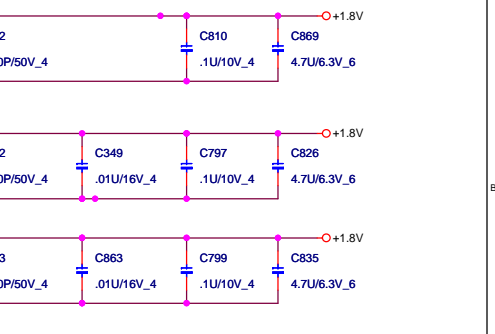 2 C810 C869 +1.8V
0P/50V_4 .1U/10V_4 4.7U/6.3V_6
+1.8V
2 C349 C797 C826
0P/50V_4 .01U/16V_4 .1U/10V_4 4.7U/6.3V_6
B
+1.8V
3 C863 C799 C835
0P/50V_4 .01U/16V_4 .1U/10V_4 4.7U/6.3V_6